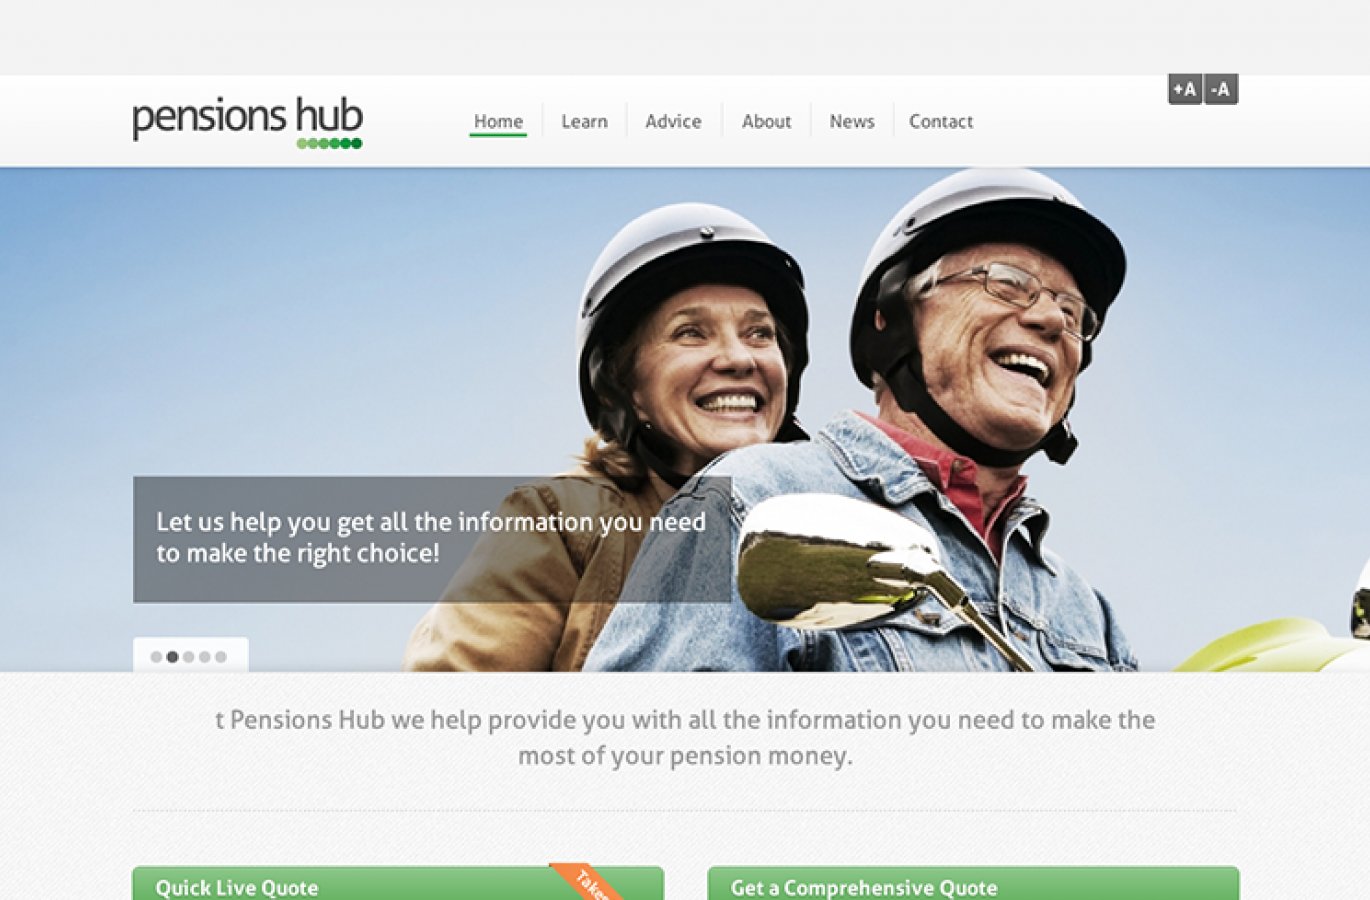 +A -A
pensions hub
Home Learn Advice About News Contact
Let us help you get all the information you need
to make the right choice!
t Pensions Hub we help provide you with all the information you need to make the
most of your pension money.
Quick Live Quote
Get a Comprehensive Quote